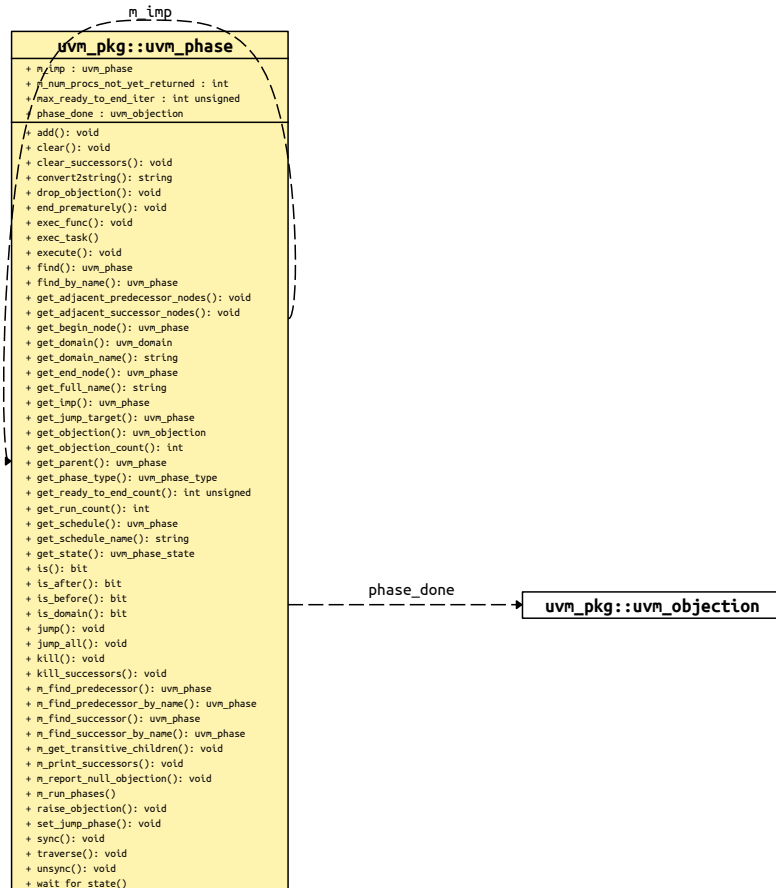 m_imp
uvm_pkg::uvm_phase
+ m_imp : uvm_phase
+ m_num_procs_not_yet_returned : int
+ max_ready_to_end_iter : int unsigned
+ phase_done : uvm_objection
+ add(): void
+ clear(): void
+ clear_successors(): void
+ convert2string(): string
+ drop_objection(): void
+ end_prematurely(): void
+ exec_func(): void
+ exec_task()
+ execute(): void
+ find(): uvm_phase
+ find_by_name(): uvm_phase
+ get_adjacent_predecessor_nodes(): void
+ get_adjacent_successor_nodes(): void
+ get_begin_node(): uvm_phase
+ get_domain(): uvm_domain
+ get_domain_name(): string
+ get_end_node(): uvm_phase
+ get_full_name(): string
+ get_imp(): uvm_phase
+ get_jump_target(): uvm_phase
+ get_objection(): uvm_objection
+ get_objection_count(): int
+ get_parent(): uvm_phase
+ get_phase_type(): uvm_phase_type
+ get_ready_to_end_count(): int unsigned
+ get_run_count(): int
+ get_schedule(): uvm_phase
+ get_schedule_name(): string
+ get_state(): uvm_phase_state
+ is(): bit
+ is_after(): bit
+ is_before(): bit
+ is_domain(): bit
+ jump(): void
+ jump_all(): void
+ kill(): void
+ kill_successors(): void
+ m_find_predecessor(): uvm_phase
+ m_find_predecessor_by_name(): uvm_phase
+ m_find_successor(): uvm_phase
+ m_find_successor_by_name(): uvm_phase
+ m_get_transitive_children(): void
+ m_print_successors(): void
+ m_report_null_objection(): void
+ m_run_phases()
+ raise_objection(): void
+ set_jump_phase(): void
+ sync(): void
+ traverse(): void
+ unsync(): void
+ wait_for_state()
phase_done
uvm_pkg::uvm_objection